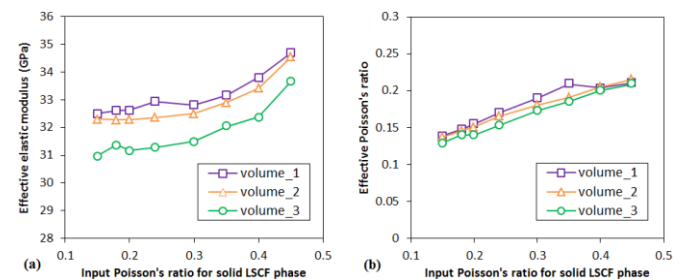 Effective elastic modulus (GPa)
36
35
34
33
32
31
30
29
28
0.1
0.2
0.3
0.4
0.5
volume_1
volume_2
volume_3
(a)
Input Poisson's ratio for solid LSCF phase
Effective Poisson's ratio
0.3
0.25
0.2
0.15
0.1
0.05
0
0.1
0.2
0.3
0.4
0.5
volume_1
volume_2
volume_3
(b)
Input Poisson's ratio for solid LSCF phase